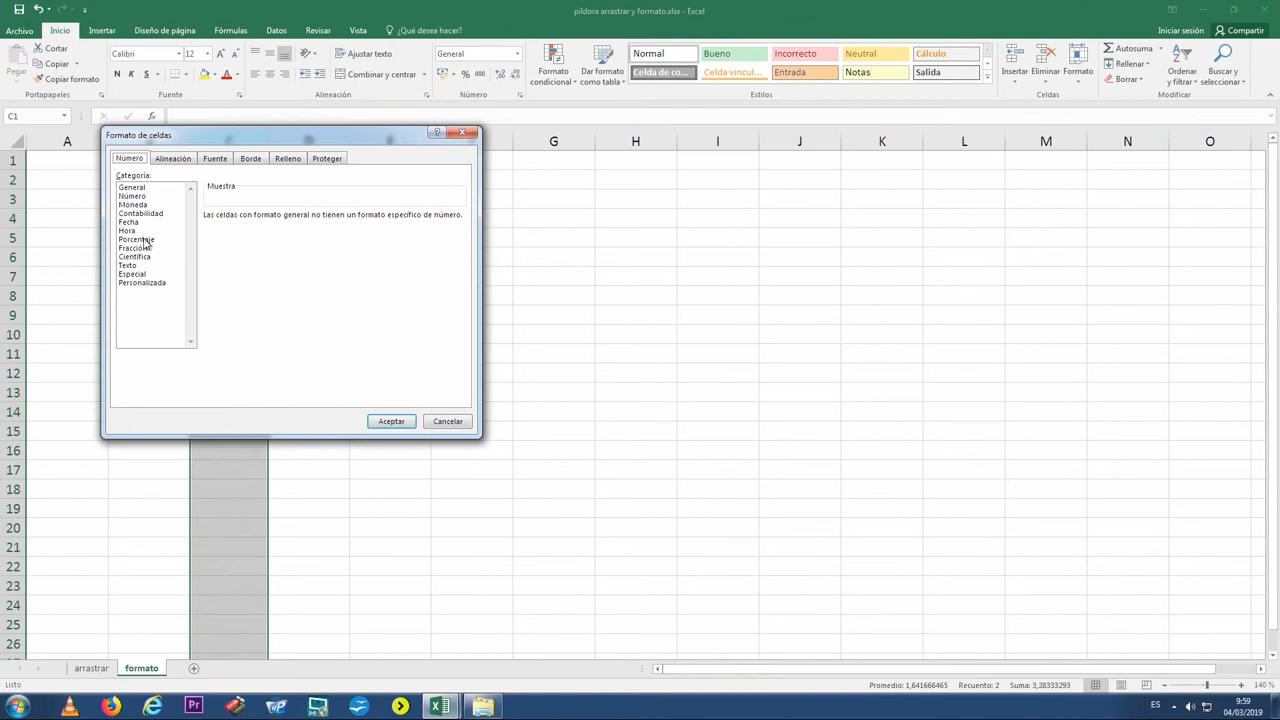 pildora arrastrar y formato.xlsx - Excel
Archivo Inicio Insertar Diseño de página Fórmulas Datos Revisar Vista ¿Qué desea hacer? Iniciar sesión Compartir
Cortar
Copiar
Copiar formato
Pegar
Portapapeles
Calibri 12
N K S
Fuente
Ajustar texto
Combinar y centrar
Alineación
General
% 000
Número
Formato condicional
Dar formato como tabla
Normal Bueno Incorrecto Neutral Cálculo
Celda de co... Celda vincul... Entrada Notas Salida
Estilos
Insertar Eliminar Formato
Celdas
Autosuma
Rellenar
Borrar
Ordenar y filtrar
Buscar y seleccionar
Modificar
C1 fx
A G H I J K L M N O
Formato de celdas
Número Alineación Fuente Borde Relleno Proteger
Categoría:
General
Número
Moneda
Contabilidad
Fecha
Hora
Porcentaje
Fracción
Científica
Texto
Especial
Personalizada
Muestra
Las celdas con formato general no tienen un formato específico de número.
Aceptar Cancelar
1
2
3
4
5
6
7
8
9
10
11
12
13
14
15
16
17
18
19
20
21
22
23
24
25
26
arrastrar formato
Listo Promedio: 1,641666465 Recuento: 2 Suma: 3,28333293 140 %
Pr WP ES 9:59
04/03/2019